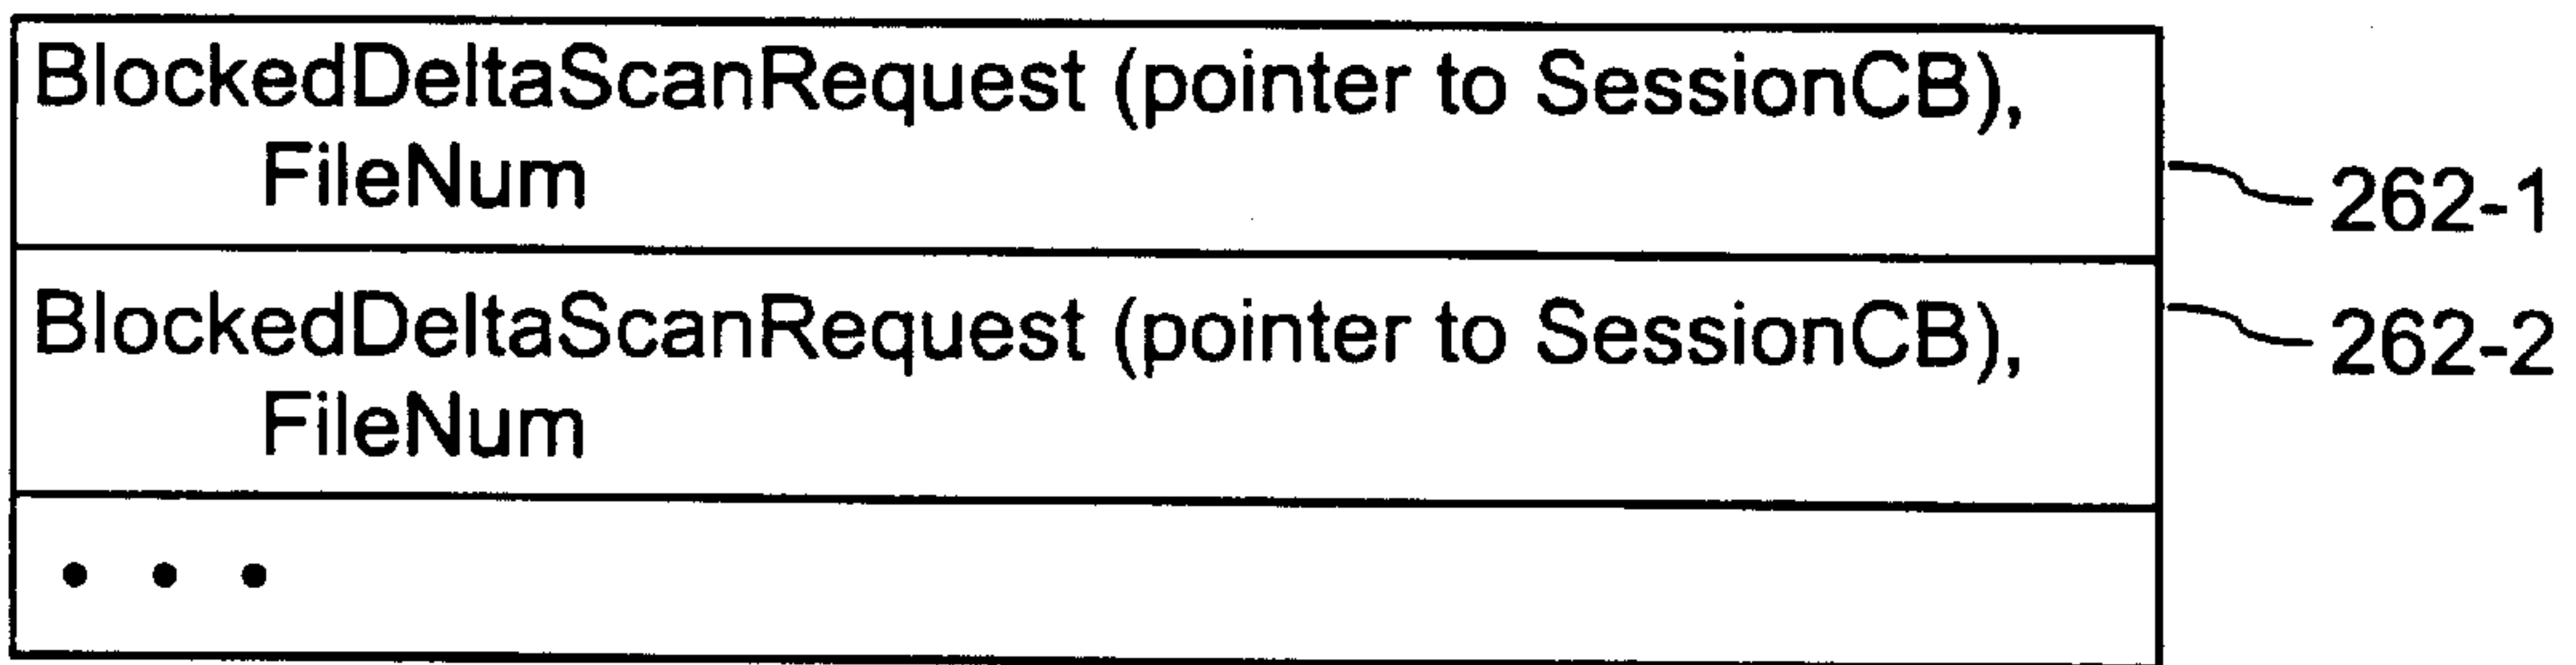 BlockedDeltaScanRequest (pointer to SessionCB),
FileNum
262-1
BlockedDeltaScanRequest (pointer to SessionCB),
FileNum
262-2
• • •